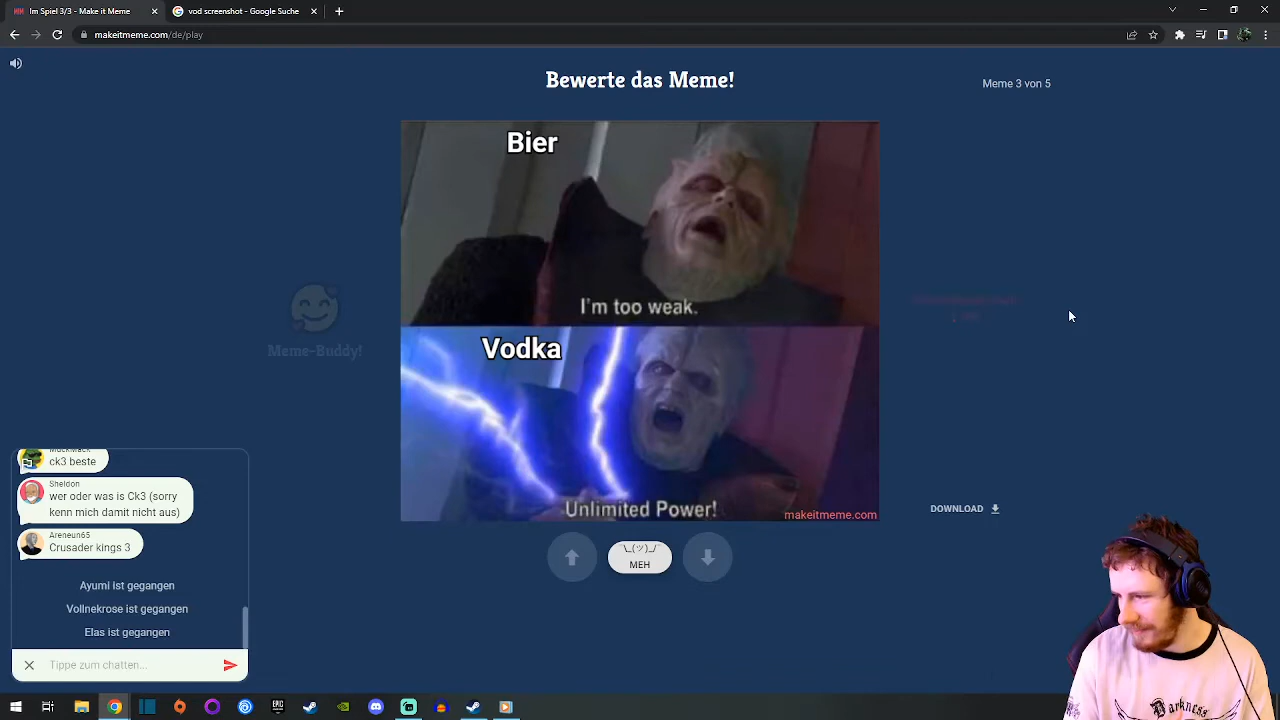 Im Spiel 3/3 - Make it Meme
vod screenshot - Google Suche
makeitmeme.com/de/play
Bewerte das Meme!
Meme 3 von 5
Bier
I'm too weak.
Vodka
Unlimited Power!
makeitmeme.com
Meme-Buddy!
DOWNLOAD
¯\_(ツ)_/¯
MEH
ck3 beste
Sheldon
wer oder was is Ck3 (sorry
kenn mich damit nicht aus)
Areneun65
Crusader kings 3
Ayumi ist gegangen
Vollnekrose ist gegangen
Elas ist gegangen
Tippe zum chatten...
EPIC